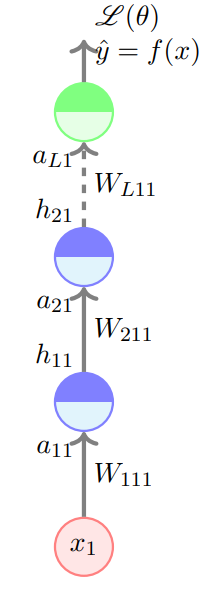 ℒ(θ)
ŷ = f(x)
a_{L1}
W_{L11}
h_{21}
a_{21}
W_{211}
h_{11}
a_{11}
W_{111}
x_1